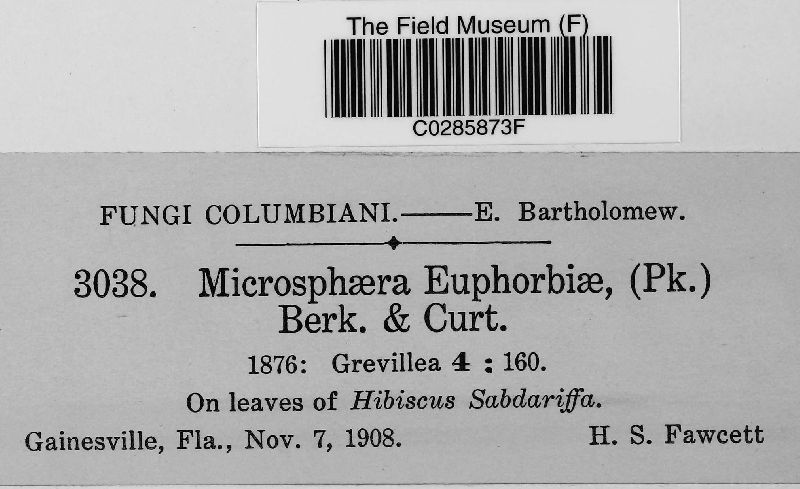 The Field Museum (F)
C0285873F
FUNGI COLUMBIANI.——E. Bartholomew.
3038. Microsphæra Euphorbiæ, (Pk.)
Berk. & Curt.
1876: Grevillea 4 : 160.
On leaves of Hibiscus Sabdariffa.
Gainesville, Fla., Nov. 7, 1908. H. S. Fawcett